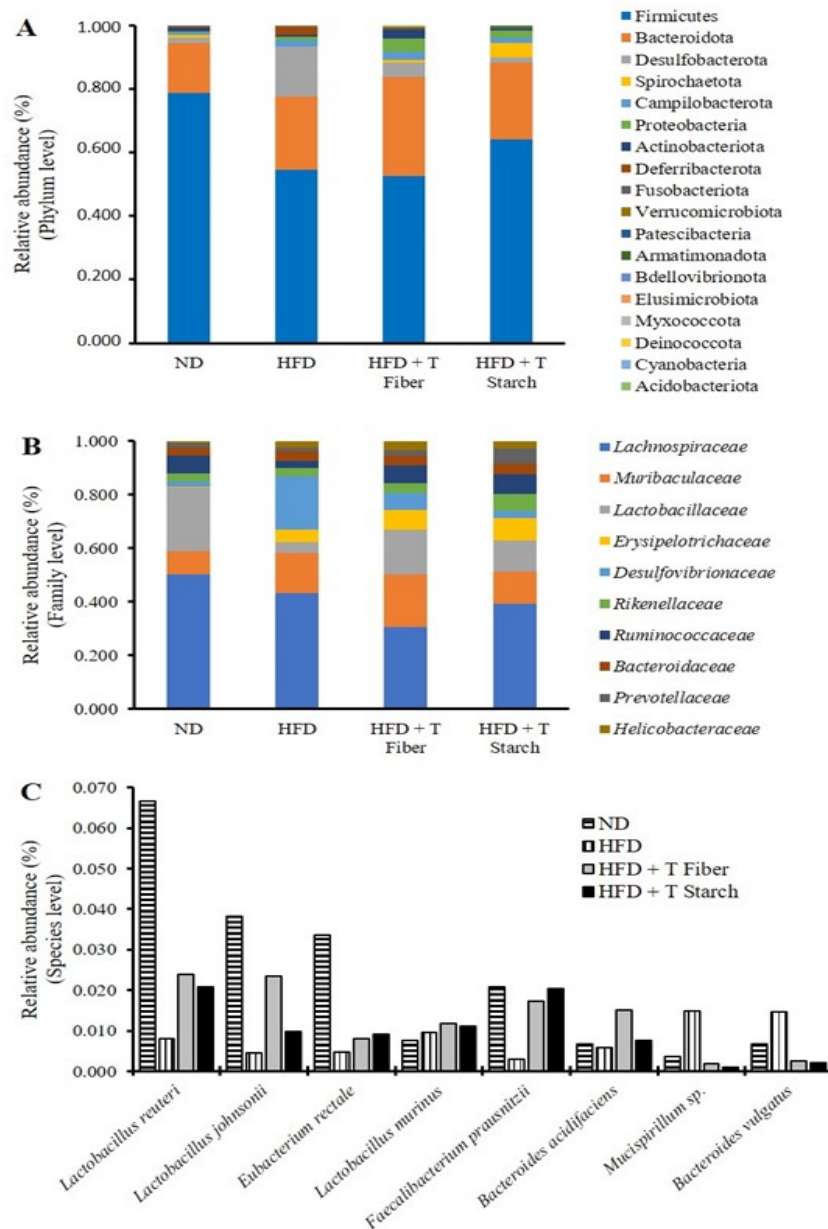 A
Relative abundance (%)
(Phylum level)
1.000
0.800
0.600
0.400
0.200
0.000
ND
HFD
HFD + T
Fiber
HFD + T
Starch
Firmicutes
Bacteroidota
Desulfobacterota
Spirochaetota
Campilobacterota
Proteobacteria
Actinobacteriota
Deferribacterota
Fusobacteriota
Verrucomicrobiota
Patescibacteria
Armatimonadota
Bdellovibrionota
Elusimicrobiota
Myxococcota
Deinococcota
Cyanobacteria
Acidobacteriota
B
Relative abundance (%)
(Family level)
1.000
0.800
0.600
0.400
0.200
0.000
ND
HFD
HFD + T
Fiber
HFD + T
Starch
Lachnospiraceae
Muribaculaceae
Lactobacillaceae
Erysipelotrichaceae
Desulfovibrionaceae
Rikenellaceae
Ruminococcaceae
Bacteroidaceae
Prevotellaceae
Helicobacteraceae
C
Relative abundance (%)
(Species level)
0.070
0.060
0.050
0.040
0.030
0.020
0.010
0.000
ND
HFD
HFD + T Fiber
HFD + T Starch
Lactobacillus reuteri
Lactobacillus johnsonii
Eubacterium rectale
Lactobacillus murinus
Faecalibacterium prausnitzii
Bacteroides acidifaciens
Mucispirillum sp.
Bacteroides vulgatus